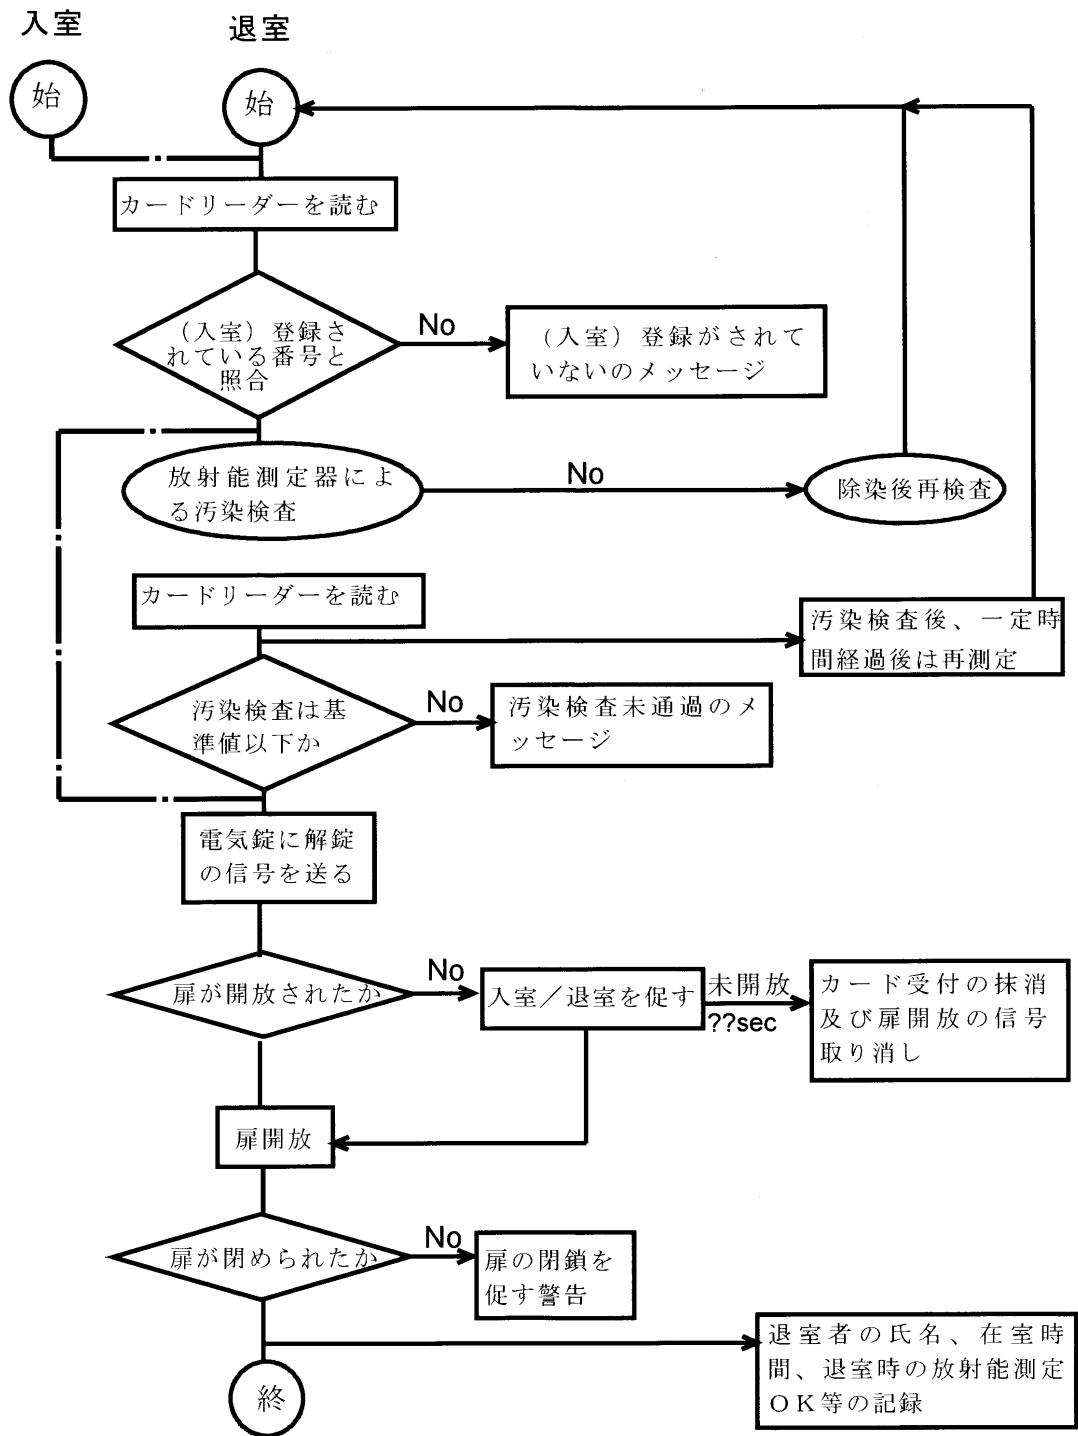 入室
退室
始
始
カードリーダーを読む
（入室）登録さ
れている番号と
照合
No
（入室）登録がされて
いないのメッセージ
放射能測定器によ
る汚染検査
No
除染後再検査
カードリーダーを読む
汚染検査後、一定時
間経過後は再測定
汚染検査は基
準値以下か
No
汚染検査未通過のメ
ッセージ
電気錠に解錠
の信号を送る
扉が開放されたか
No
入室／退室を促す
未開放
??sec
カード受付の抹消
及び扉開放の信号
取り消し
扉開放
扉が閉められたか
No
扉の閉鎖を
促す警告
退室者の氏名、在室時
間、退室時の放射能測定
ＯＫ等の記録
終